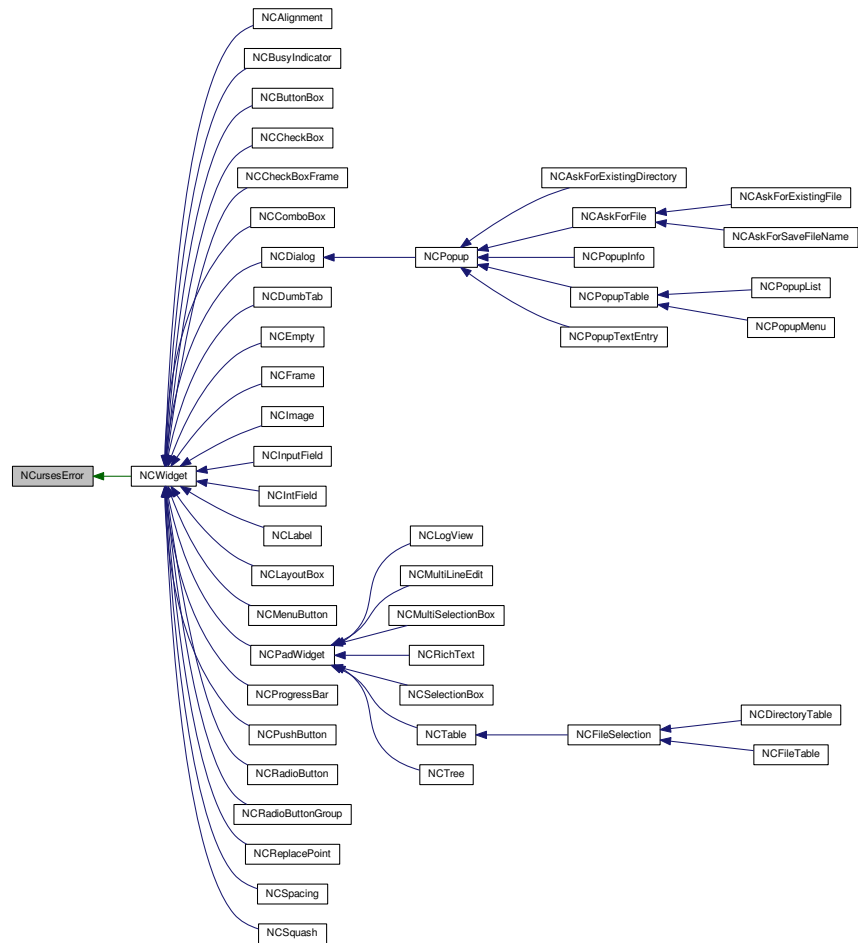 NCAlignment
NCBusyIndicator
NCButtonBox
NCCheckBox
NCCheckBoxFrame
NCComboBox
NCDialog
NCDumbTab
NCEmpty
NCFrame
NCImage
NCInputField
NCursesError
NCWidget
NCIntField
NCLabel
NCLayoutBox
NCMenuButton
NCPadWidget
NCProgressBar
NCPushButton
NCRadioButton
NCRadioButtonGroup
NCReplacePoint
NCSpacing
NCSquash
NCPopup
NCAskForExistingDirectory
NCAskForFile
NCPopupInfo
NCPopupTable
NCPopupTextEntry
NCAskForExistingFile
NCAskForSaveFileName
NCPopupList
NCPopupMenu
NCLogView
NCMultiLineEdit
NCMultiSelectionBox
NCRichText
NCSelectionBox
NCTable
NCTree
NCFileSelection
NCDirectoryTable
NCFileTable